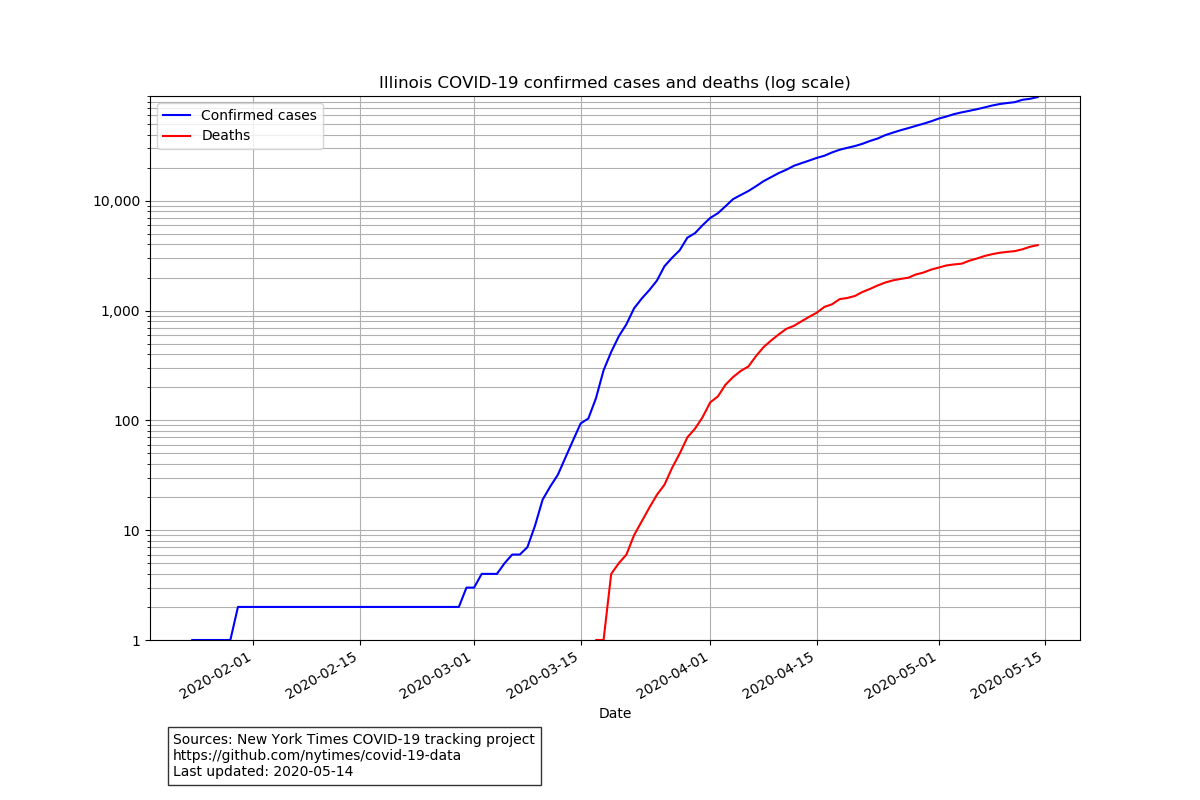 Illinois COVID-19 confirmed cases and deaths (log scale)
Confirmed cases
Deaths
10,000
1,000
100
10
1
2020-02-01
2020-02-15
2020-03-01
2020-03-15
2020-04-01
2020-04-15
2020-05-01
2020-05-15
Date
Sources: New York Times COVID-19 tracking project
https://github.com/nytimes/covid-19-data
Last updated: 2020-05-14